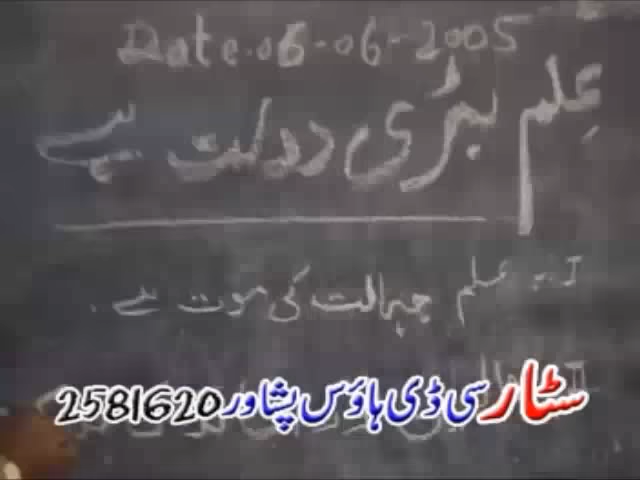 Date.06-06-2005
علم بڑی دولت ہے
I ـ علم جہالت کی موت ہے ۔
II
سٹار سی ڈی ہاؤس پشاور 2581620